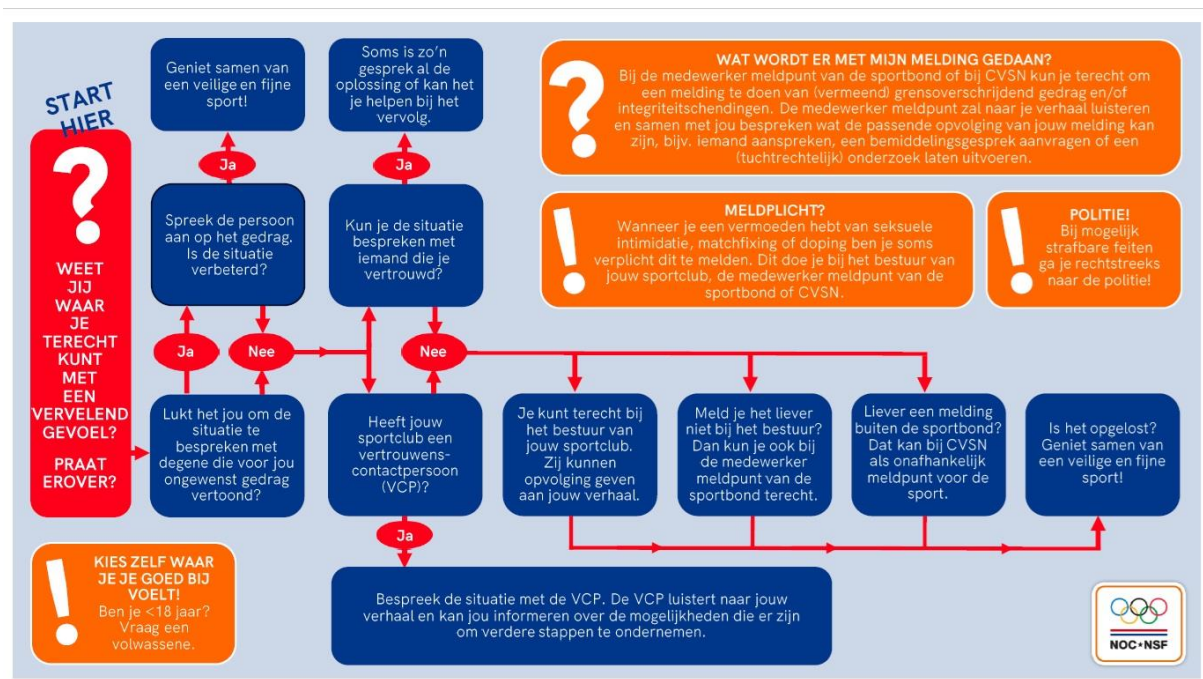 START
HIER
WEET
JIJ
WAAR
JE
TERECHT
KUNT
MET
EEN
VERVELEND
GEVOEL?
PRAAT
EROVER?
Geniet samen van
een veilige en fijne
sport!
Ja
Spreek de persoon
aan op het gedrag.
Is de situatie
verbeterd?
Ja
Nee
Lukt het jou om de
situatie te
bespreken met
degene die voor jou
ongewenst gedrag
vertoond?
Soms is zo'n
gesprek al de
oplossing of kan het
je helpen bij het
vervolg.
Ja
Kun je de situatie
bespreken met
iemand die je
vertrouwd?
Nee
Heeft jouw
sportclub een
vertrouwens-
contactpersoon
(VCP)?
Ja
Bespreek de situatie met de VCP. De VCP luistert naar jouw
verhaal en kan jou informeren over de mogelijkheden die er zijn
om verdere stappen te ondernemen.
Je kunt terecht bij
het bestuur van
jouw sportclub.
Zij kunnen
opvolging geven
aan jouw verhaal.
Meld je het liever
niet bij het bestuur?
Dan kun je ook bij
de medewerker
meldpunt van de
sportbond terecht.
Liever een melding
buiten de sportbond?
Dat kan bij CVSN
als onafhankelijk
meldpunt voor de
sport.
Is het opgelost?
Geniet samen van
een veilige en fijne
sport!
WAT WORDT ER MET MIJN MELDING GEDAAN?
Bij de medewerker meldpunt van de sportbond of bij CVSN kun je terecht om
een melding te doen van (vermeend) grensoverschrijdend gedrag en/of
integriteitschendingen. De medewerker meldpunt zal naar je verhaal luisteren
en samen met jou bespreken wat de passende opvolging van jouw melding kan
zijn, bijv. iemand aanspreken, een bemiddelingsgesprek aanvragen of een
(tuchtrechtelijk) onderzoek laten uitvoeren.
MELDPLICHT?
Wanneer je een vermoeden hebt van seksuele
intimidatie, matchfixing of doping ben je soms
verplicht dit te melden. Dit doe je bij het bestuur van
jouw sportclub, de medewerker meldpunt van de
sportbond of CVSN.
POLITIE!
Bij mogelijk
strafbare feiten
ga je rechtstreeks
naar de politie!
KIES ZELF WAAR
JE JE GOED BIJ
VOELT!
Ben je <18 jaar?
Vraag een
volwassene.
NOC*NSF